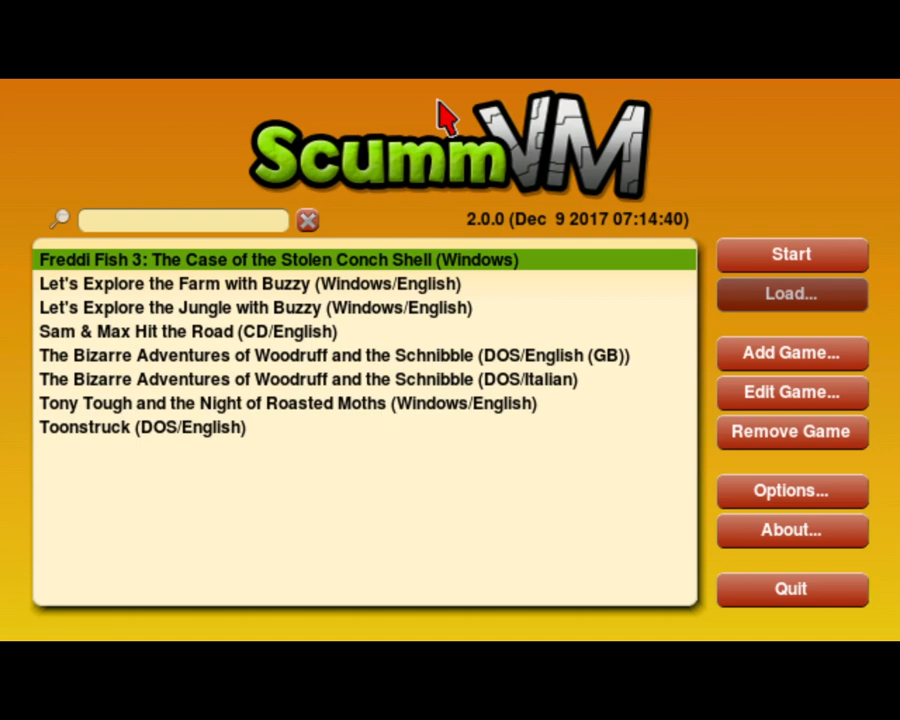 ScummVM
2.0.0 (Dec 9 2017 07:14:40)
Freddi Fish 3: The Case of the Stolen Conch Shell (Windows)
Let's Explore the Farm with Buzzy (Windows/English)
Let's Explore the Jungle with Buzzy (Windows/English)
Sam & Max Hit the Road (CD/English)
The Bizarre Adventures of Woodruff and the Schnibble (DOS/English (GB))
The Bizarre Adventures of Woodruff and the Schnibble (DOS/Italian)
Tony Tough and the Night of Roasted Moths (Windows/English)
Toonstruck (DOS/English)
Start
Load...
Add Game...
Edit Game...
Remove Game
Options...
About...
Quit